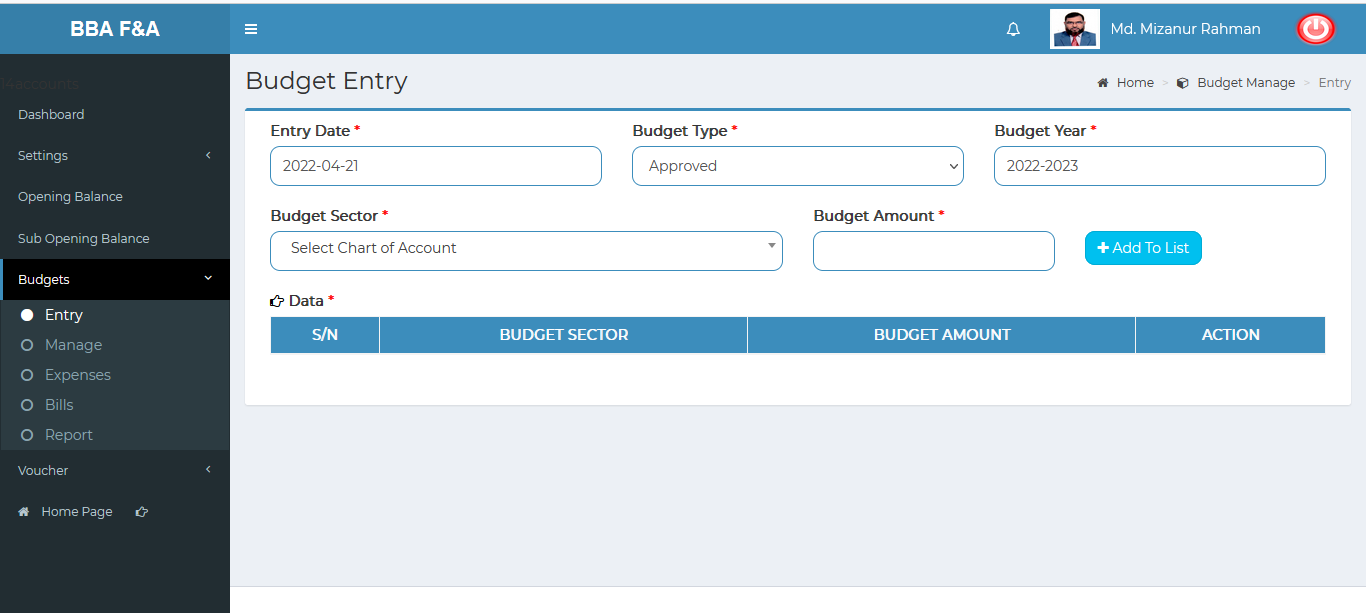 BBA F&A
Md. Mizanur Rahman
14accounts
Dashboard
Settings
Opening Balance
Sub Opening Balance
Budgets
Entry
Manage
Expenses
Bills
Report
Voucher
Home Page
Budget Entry
Home > Budget Manage > Entry
Entry Date * Budget Type * Budget Year *
2022-04-21 Approved 2022-2023
Budget Sector * Budget Amount *
Select Chart of Account Add To List
Data *
S/N BUDGET SECTOR BUDGET AMOUNT ACTION